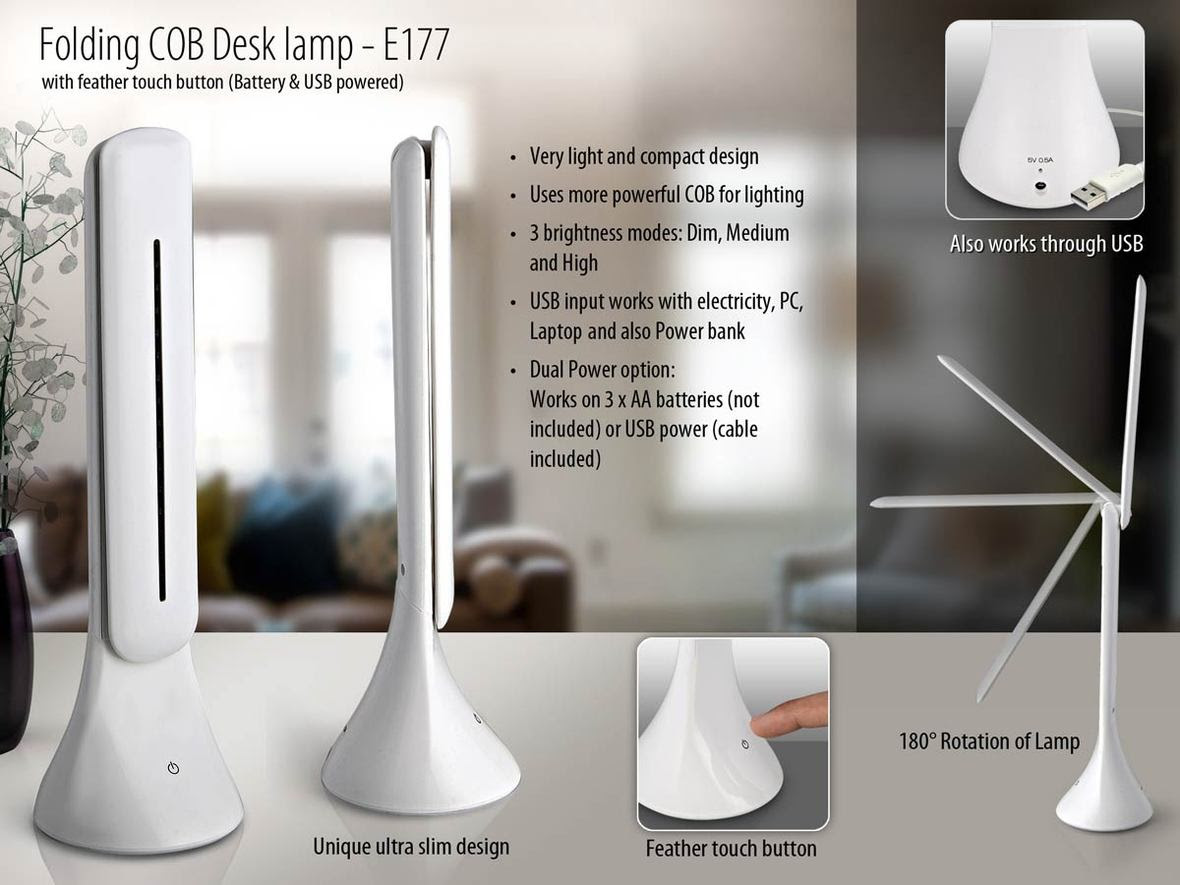 Folding COB Desk lamp - E177
with feather touch button (Battery & USB powered)
• Very light and compact design
• Uses more powerful COB for lighting
• 3 brightness modes: Dim, Medium
and High
• USB input works with electricity, PC,
Laptop and also Power bank
• Dual Power option:
Works on 3 x AA batteries (not
included) or USB power (cable
included)
5V 0.5A
Also works through USB
180° Rotation of Lamp
Unique ultra slim design
Feather touch button